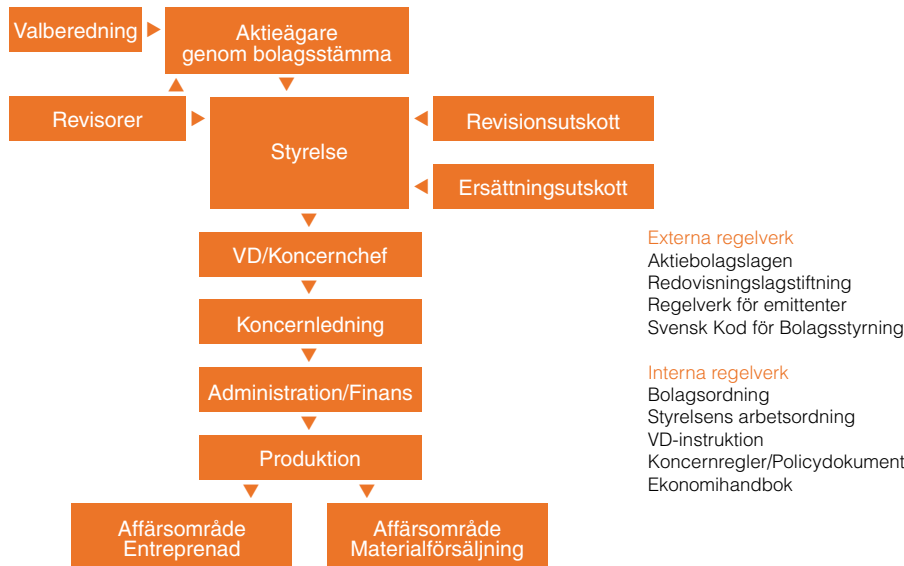 Valberedning
Aktieägare
genom bolagsstämma
Revisorer
Styrelse
Revisionsutskott
Ersättningsutskott
VD/Koncernchef
Koncernledning
Administration/Finans
Produktion
Affärsområde
Entreprenad
Affärsområde
Materialförsäljning
Externa regelverk
Aktiebolagslagen
Redovisningslagstiftning
Regelverk för emittenter
Svensk Kod för Bolagsstyrning
Interna regelverk
Bolagsordning
Styrelsens arbetsordning
VD-instruktion
Koncernregler/Policydokument
Ekonomihandbok